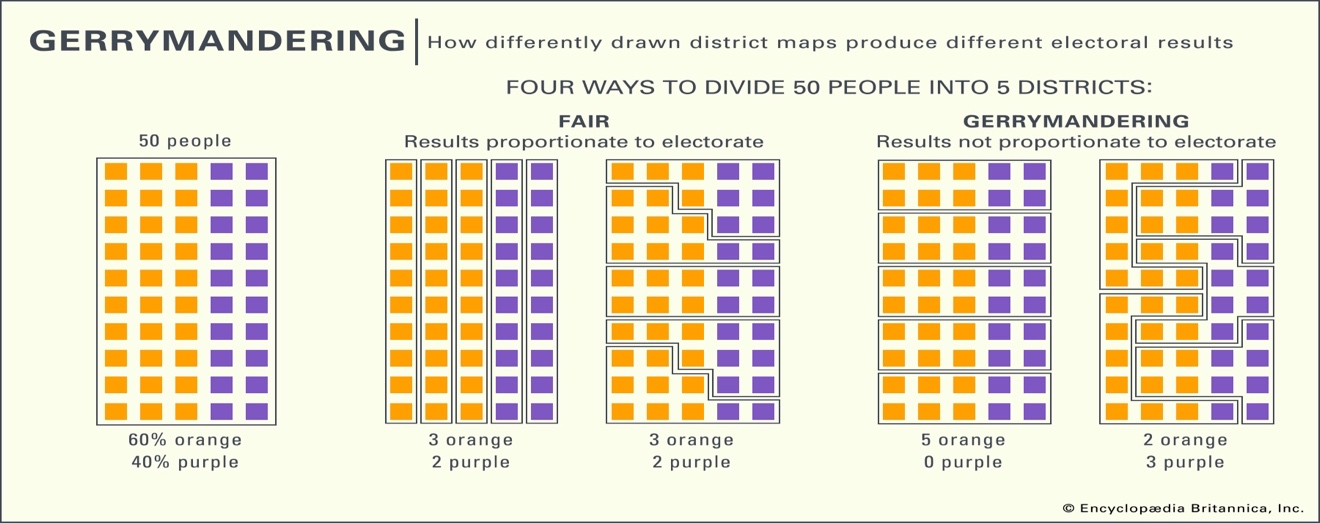 GERRYMANDERING How differently drawn district maps produce different electoral results
FOUR WAYS TO DIVIDE 50 PEOPLE INTO 5 DISTRICTS:
50 people
60% orange
40% purple
FAIR
Results proportionate to electorate
3 orange
2 purple
3 orange
2 purple
GERRYMANDERING
Results not proportionate to electorate
5 orange
0 purple
2 orange
3 purple
© Encyclopædia Britannica, Inc.